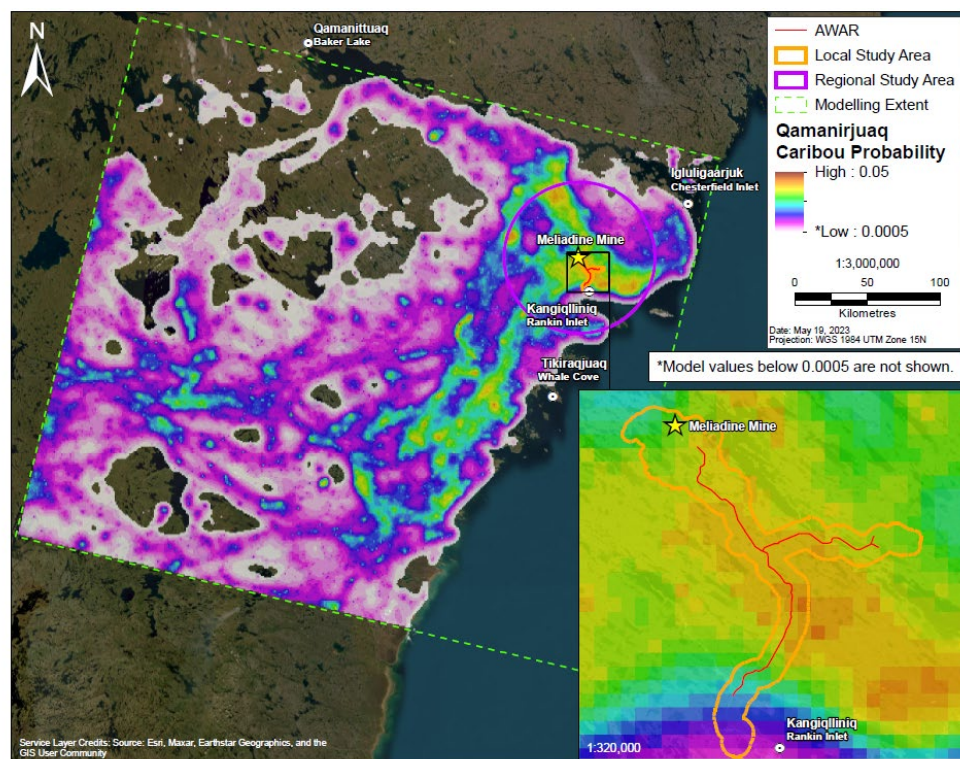 N
Qamanittuaq
Baker Lake
Igluligaarjuk
Chesterfield Inlet
Meliadine Mine
Kangiqlliniq
Rankin Inlet
Tikiraqjuaq
Whale Cove
AWAR
Local Study Area
Regional Study Area
Modelling Extent
Qamanirjuaq
Caribou Probability
High : 0.05
*Low : 0.0005
1:3,000,000
0 50 100
Kilometres
Date: May 19, 2023
Projection: WGS 1984 UTM Zone 15N
*Model values below 0.0005 are not shown.
Meliadine Mine
Kangiqlliniq
Rankin Inlet
1:320,000
Service Layer Credits: Source: Esri, Maxar, Earthstar Geographics, and the
GIS User Community